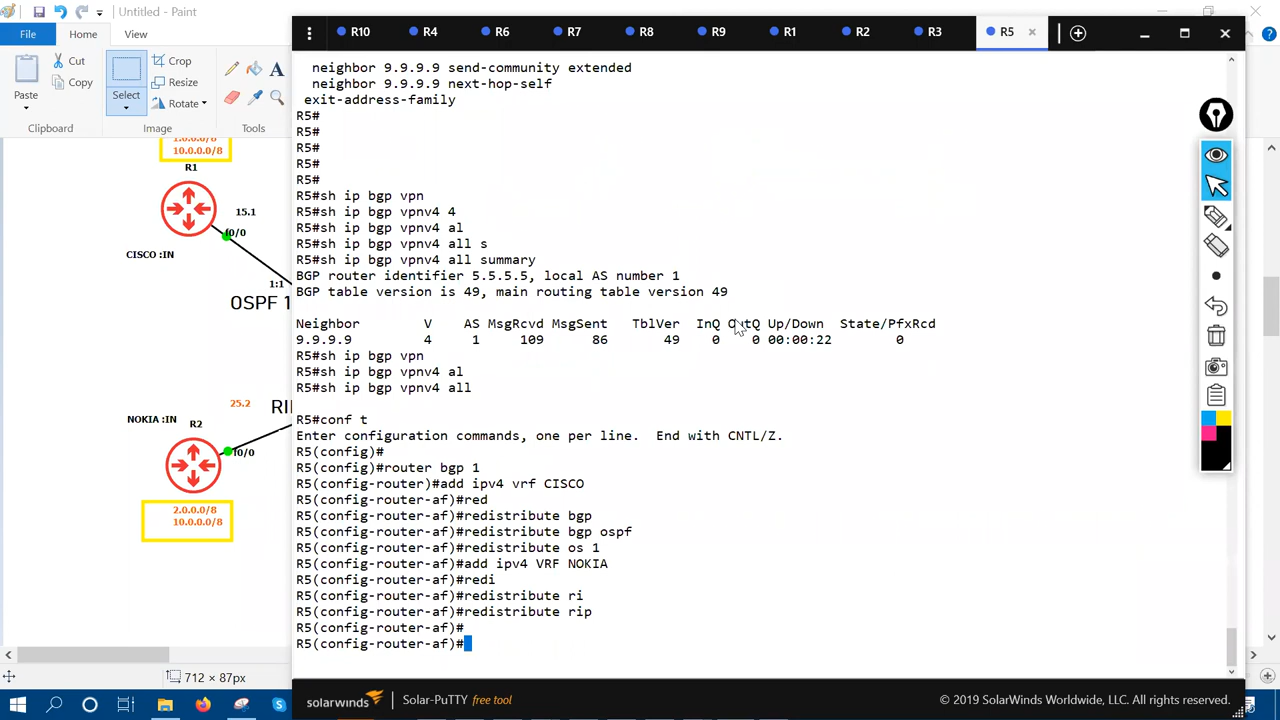 Untitled - Paint
File
Home
View
Paste
Cut
Copy
Clipboard
Select
Crop
Resize
Rotate
Image
Tools
R10
R4
R6
R7
R8
R9
R1
R2
R3
R5
neighbor 9.9.9.9 send-community extended
neighbor 9.9.9.9 next-hop-self
exit-address-family
R5#
R5#
R5#
R5#
R5#
R5#sh ip bgp vpn
R5#sh ip bgp vpnv4 4
R5#sh ip bgp vpnv4 al
R5#sh ip bgp vpnv4 all s
R5#sh ip bgp vpnv4 all summary
BGP router identifier 5.5.5.5, local AS number 1
BGP table version is 49, main routing table version 49
Neighbor V AS MsgRcvd MsgSent TblVer InQ OutQ Up/Down State/PfxRcd
9.9.9.9 4 1 109 86 49 0 0 00:00:22 0
R5#sh ip bgp vpn
R5#sh ip bgp vpnv4 al
R5#sh ip bgp vpnv4 all
R5#conf t
Enter configuration commands, one per line. End with CNTL/Z.
R5(config)#
R5(config)#router bgp 1
R5(config-router)#add ipv4 vrf CISCO
R5(config-router-af)#red
R5(config-router-af)#redistribute bgp
R5(config-router-af)#redistribute bgp ospf
R5(config-router-af)#redistribute os 1
R5(config-router-af)#add ipv4 VRF NOKIA
R5(config-router-af)#redi
R5(config-router-af)#redistribute ri
R5(config-router-af)#redistribute rip
R5(config-router-af)#
R5(config-router-af)#
1.0.0.0/8
10.0.0.0/8
R1
15.1
f0/0
CISCO :IN
1:1
OSPF 1
25.2
NOKIA :IN
R2
f0/0
2.0.0.0/8
10.0.0.0/8
712 × 87px
solarwinds
Solar-PuTTY free tool
© 2019 SolarWinds Worldwide, LLC. All rights reserved.